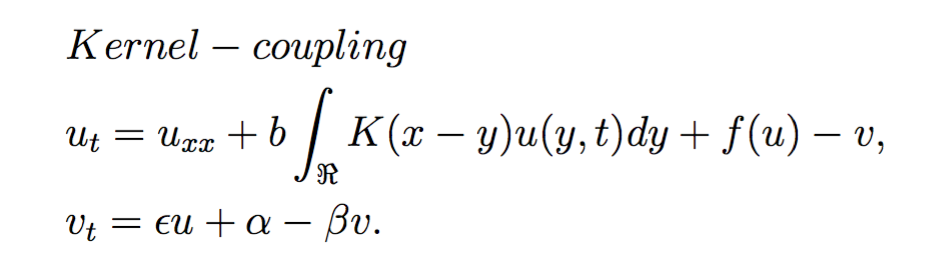 Kernel − coupling
u_t = u_{xx} + b ∫_ℜ K(x − y)u(y, t)dy + f(u) − v,
v_t = ϵu + α − βv.